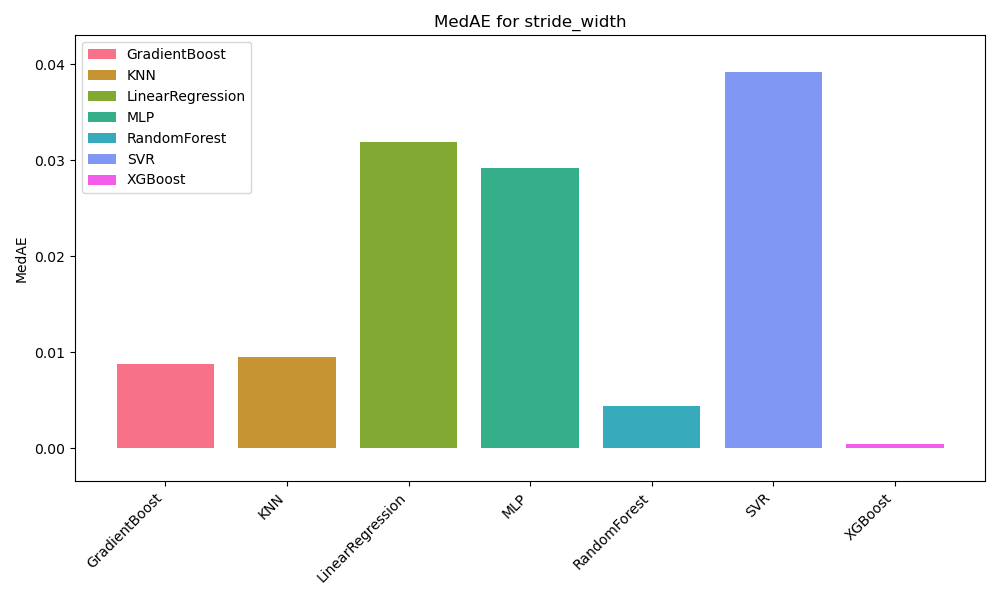 MedAE for stride_width
GradientBoost
KNN
LinearRegression
MLP
RandomForest
SVR
XGBoost
MedAE
0.04
0.03
0.02
0.01
0.00
GradientBoost
KNN
LinearRegression
MLP
RandomForest
SVR
XGBoost